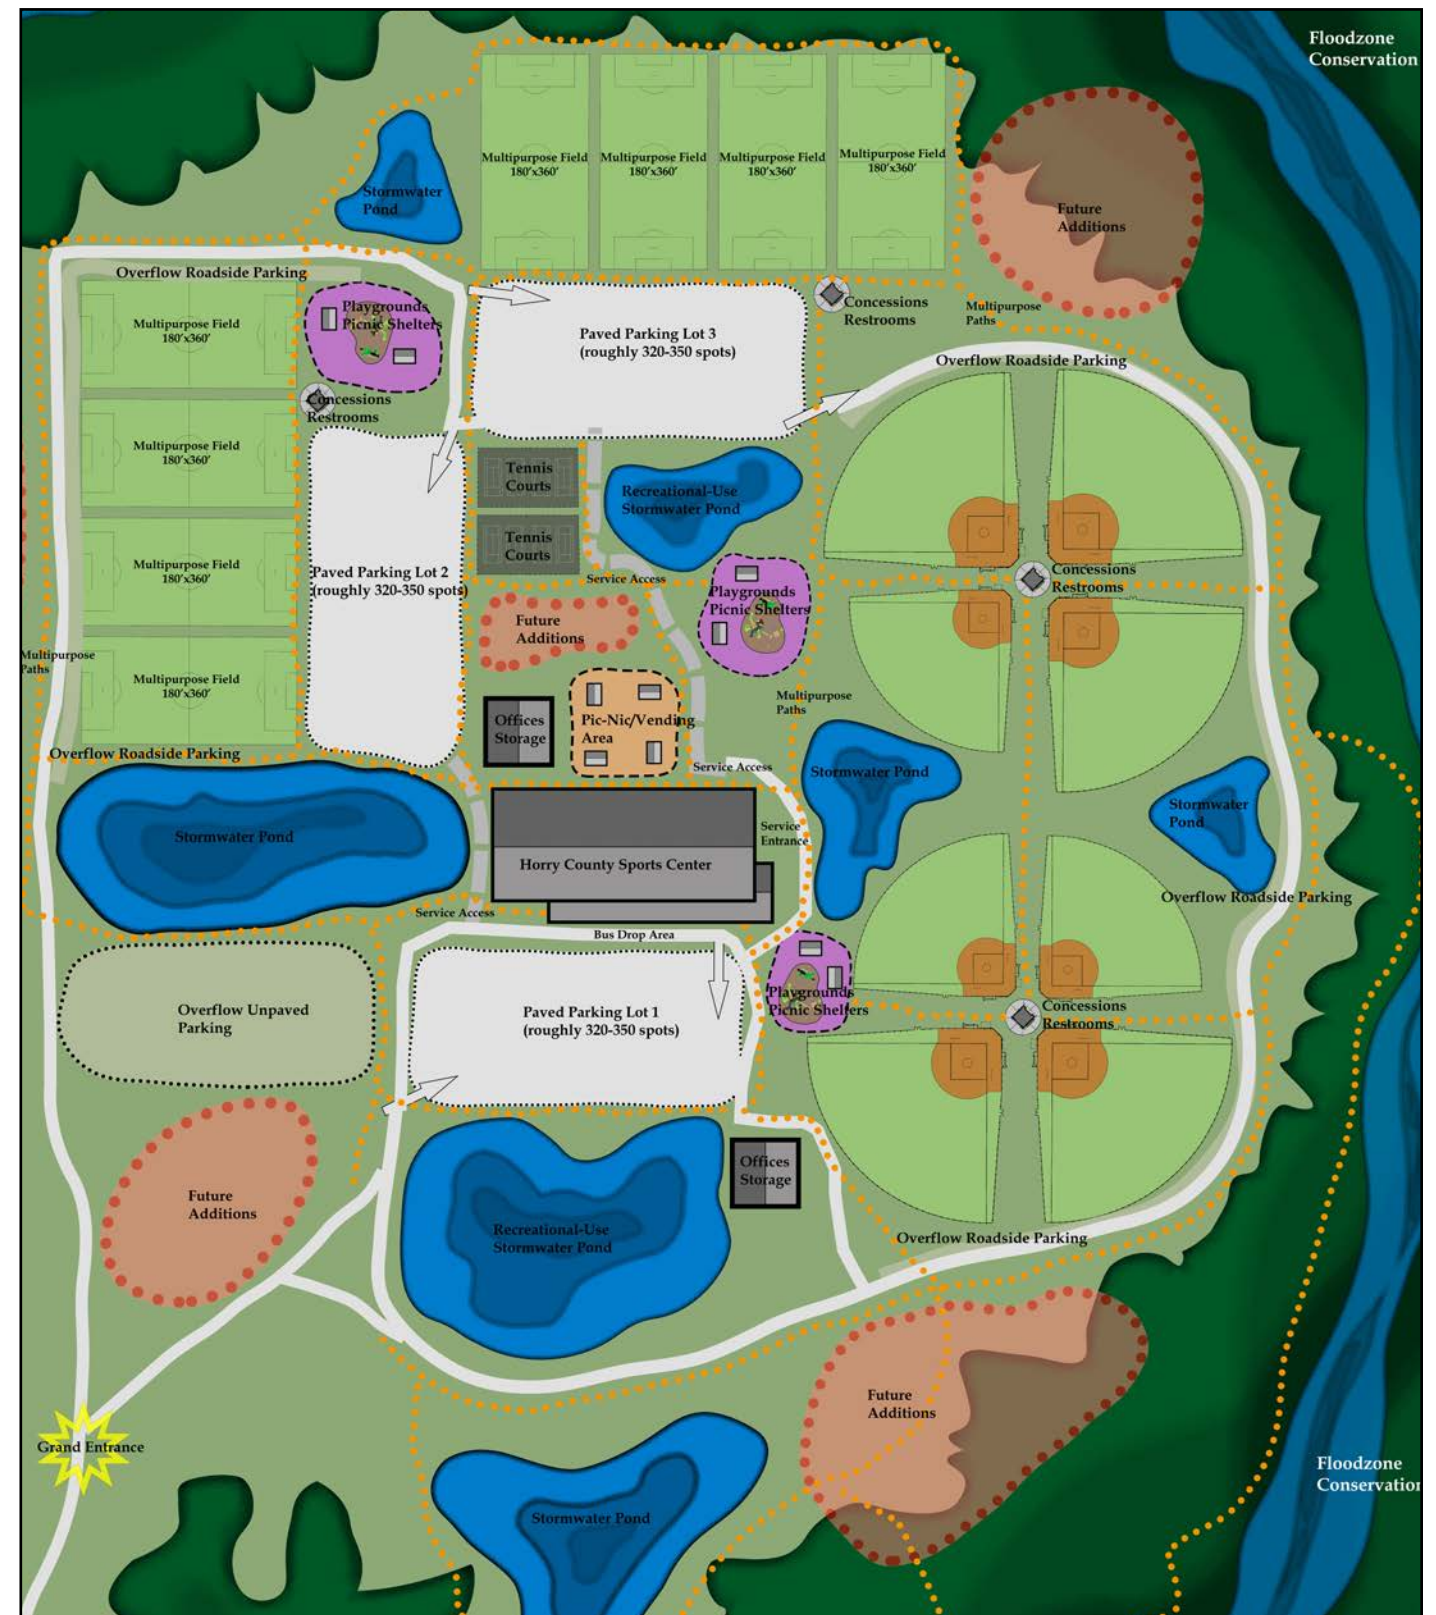 Floodzone
Conservation
Multipurpose Field
180'x360'
Multipurpose Field
180'x360'
Multipurpose Field
180'x360'
Multipurpose Field
180'x360'
Stormwater
Pond
Future
Additions
Overflow Roadside Parking
Playgrounds
Picnic Shelters
Concessions
Restrooms
Multipurpose
Paths
Multipurpose Field
180'x360'
Paved Parking Lot 3
(roughly 320-350 spots)
Overflow Roadside Parking
Concessions
Restrooms
Multipurpose Field
180'x360'
Tennis
Courts
Recreational-Use
Stormwater Pond
Tennis
Courts
Multipurpose Field
180'x360'
Paved Parking Lot 2
(roughly 320-350 spots)
Service Access
Playgrounds
Picnic Shelters
Concessions
Restrooms
Future
Additions
Multipurpose
Paths
Multipurpose Field
180'x360'
Multipurpose
Paths
Offices
Storage
Pic-Nic/Vending
Area
Overflow Roadside Parking
Service Access
Stormwater Pond
Stormwater
Pond
Stormwater Pond
Service
Entrance
Horry County Sports Center
Overflow Roadside Parking
Service Access
Bus Drop Area
Overflow Unpaved
Parking
Paved Parking Lot 1
(roughly 320-350 spots)
Playgrounds
Picnic Shelters
Concessions
Restrooms
Offices
Storage
Future
Additions
Recreational-Use
Stormwater Pond
Overflow Roadside Parking
Future
Additions
Grand Entrance
Floodzone
Conservation
Stormwater Pond